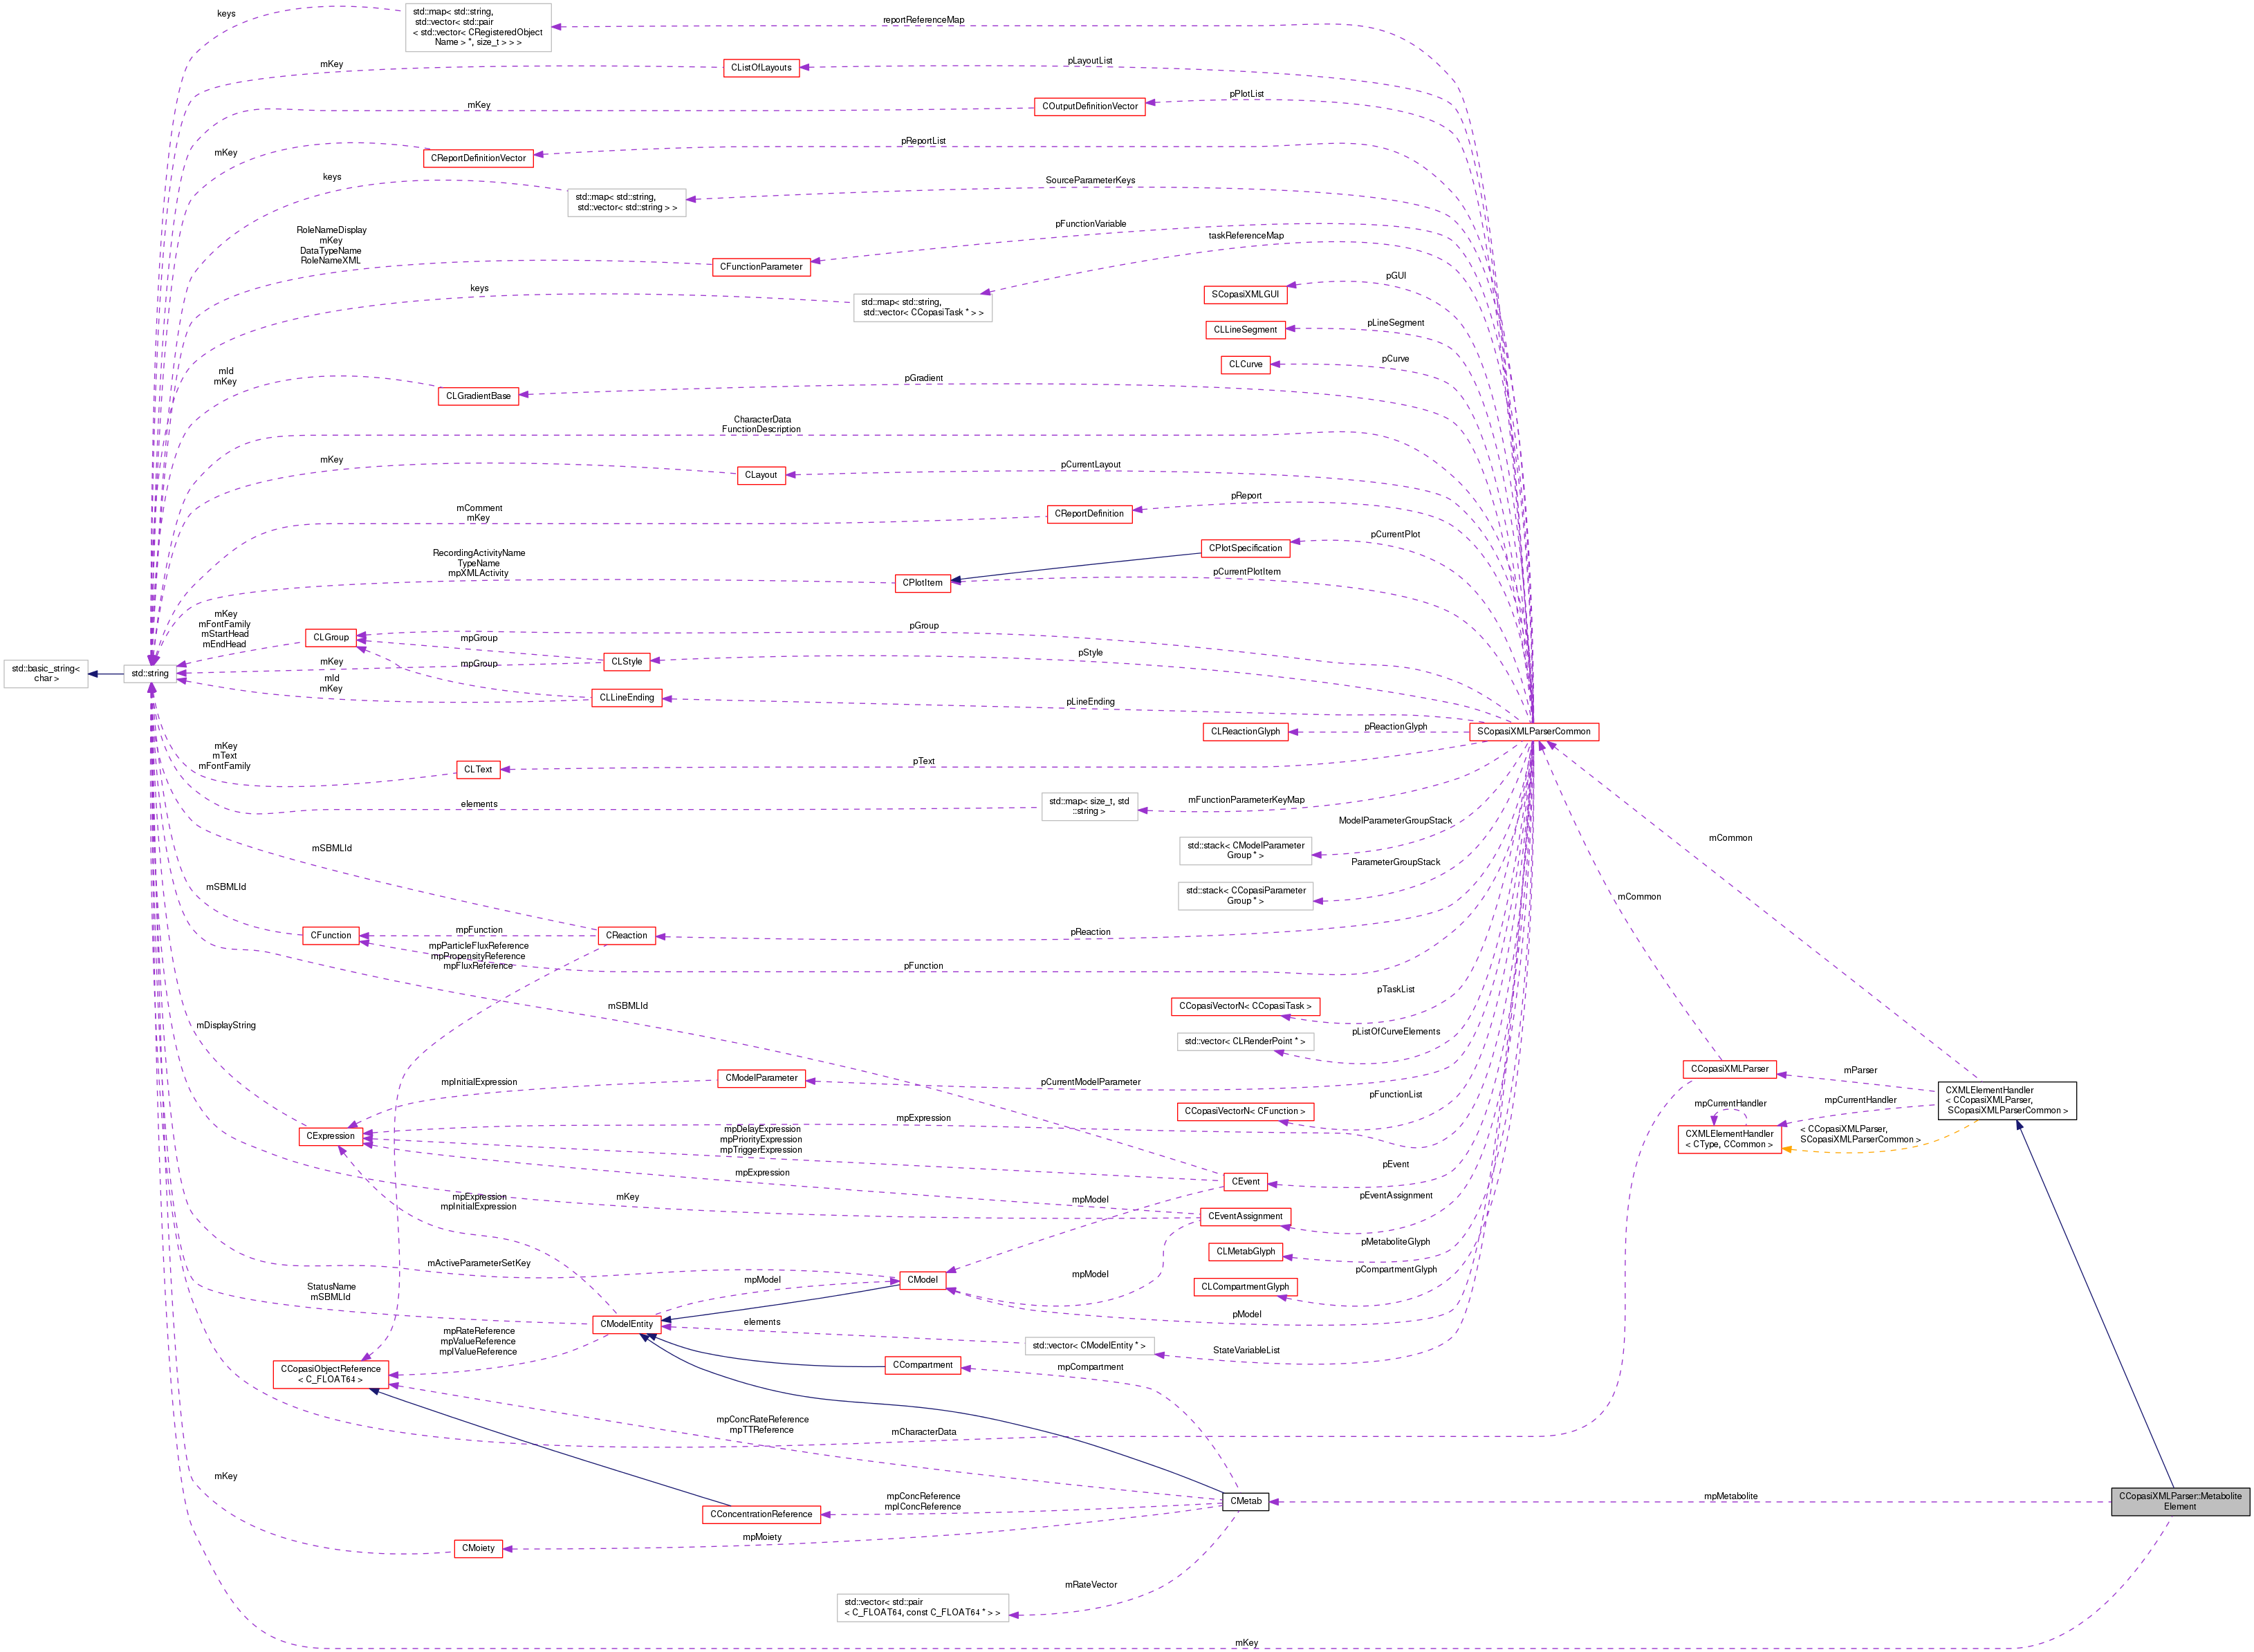 keys
std::map< std::string,
std::vector< std::pair
< std::vector< CRegisteredObject
Name > *, size_t > > >
reportReferenceMap
mKey
CListOfLayouts
pLayoutList
mKey
COutputDefinitionVector
pPlotList
mKey
CReportDefinitionVector
pReportList
keys
std::map< std::string,
std::vector< std::string > >
SourceParameterKeys
RoleNameDisplay
mKey
DataTypeName
RoleNameXML
CFunctionParameter
pFunctionVariable
taskReferenceMap
keys
std::map< std::string,
std::vector< CCopasiTask * > >
SCopasiXMLGUI
pGUI
CLLineSegment
pLineSegment
CLCurve
pCurve
mId
mKey
CLGradientBase
pGradient
CharacterData
FunctionDescription
mKey
CLayout
pCurrentLayout
mComment
mKey
CReportDefinition
pReport
RecordingActivityName
TypeName
mpXMLActivity
CPlotItem
CPlotSpecification
pCurrentPlot
pCurrentPlotItem
mKey
mFontFamily
mStartHead
mEndHead
CLGroup
mpGroup
pGroup
std::basic_string<
char >
std::string
mKey
CLStyle
pStyle
mpGroup
mId
mKey
CLLineEnding
pLineEnding
CLReactionGlyph
pReactionGlyph
SCopasiXMLParserCommon
mKey
mText
mFontFamily
CLText
pText
elements
std::map< size_t, std
::string >
mFunctionParameterKeyMap
std::stack< CModelParameter
Group * >
ModelParameterGroupStack
mCommon
mSBMLId
std::stack< CCopasiParameter
Group * >
ParameterGroupStack
mCommon
mSBMLId
CFunction
mpFunction
CReaction
pReaction
mpParticleFluxReference
mpPropensityReference
mpFluxReference
pFunction
mSBMLId
CCopasiVectorN< CCopasiTask >
pTaskList
mDisplayString
std::vector< CLRenderPoint * >
pListOfCurveElements
mpInitialExpression
CModelParameter
pCurrentModelParameter
CCopasiXMLParser
mParser
CXMLElementHandler
< CCopasiXMLParser,
SCopasiXMLParserCommon >
CCopasiVectorN< CFunction >
pFunctionList
mpCurrentHandler
mpCurrentHandler
CExpression
mpExpression
mpDelayExpression
mpPriorityExpression
mpTriggerExpression
CXMLElementHandler
< CType, CCommon >
< CCopasiXMLParser,
SCopasiXMLParserCommon >
mpExpression
CEvent
pEvent
mpExpression
mpInitialExpression
mKey
mpModel
CEventAssignment
pEventAssignment
CLMetabGlyph
pMetaboliteGlyph
mActiveParameterSetKey
mpModel
CModel
mpModel
CLCompartmentGlyph
pCompartmentGlyph
StatusName
mSBMLId
CModelEntity
elements
pModel
mpRateReference
mpValueReference
mpIValueReference
std::vector< CModelEntity * >
StateVariableList
CCopasiObjectReference
< C_FLOAT64 >
CCompartment
mpCompartment
mpConcRateReference
mpTTReference
mCharacterData
mKey
CConcentrationReference
mpConcReference
mpIConcReference
CMetab
mpMetabolite
CCopasiXMLParser::Metabolite
Element
CMoiety
mpMoiety
std::vector< std::pair
< C_FLOAT64, const C_FLOAT64 * > >
mRateVector
mKey